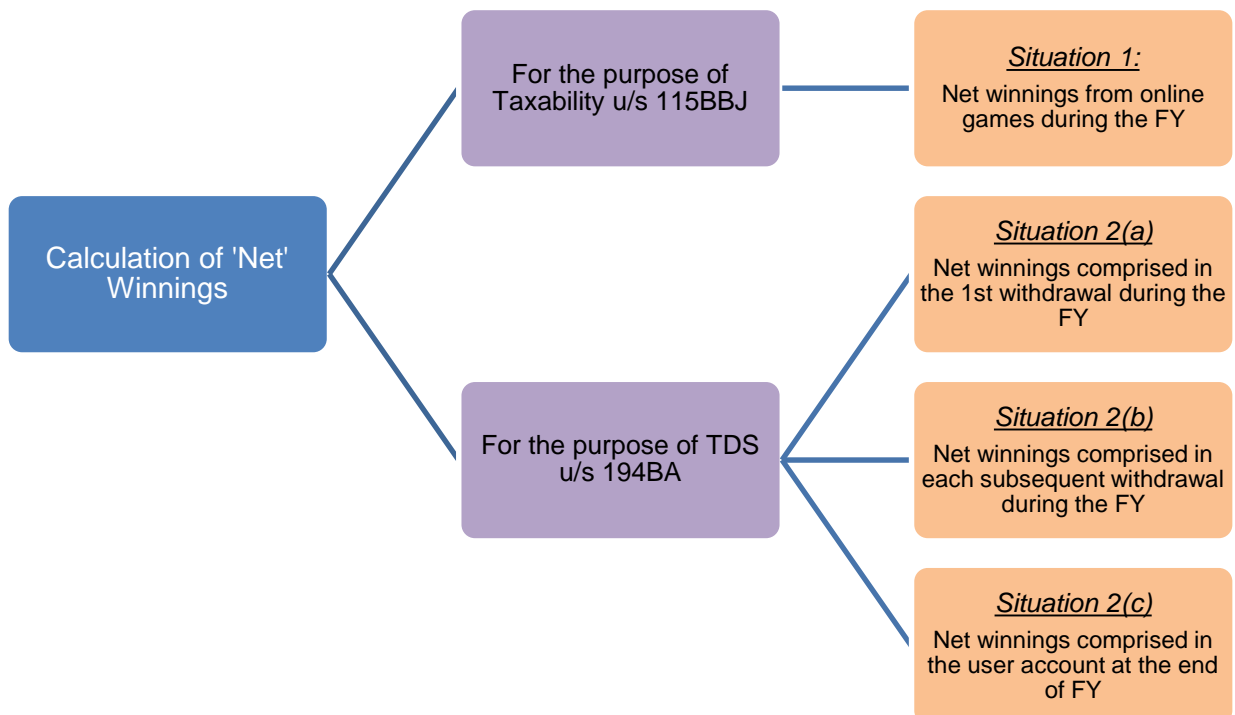 Calculation of 'Net'
Winnings
For the purpose of
Taxability u/s 115BBJ
Situation 1:
Net winnings from online
games during the FY
For the purpose of TDS
u/s 194BA
Situation 2(a)
Net winnings comprised in
the 1st withdrawal during the
FY
Situation 2(b)
Net winnings comprised in
each subsequent withdrawal
during the FY
Situation 2(c)
Net winnings comprised in
the user account at the end
of FY